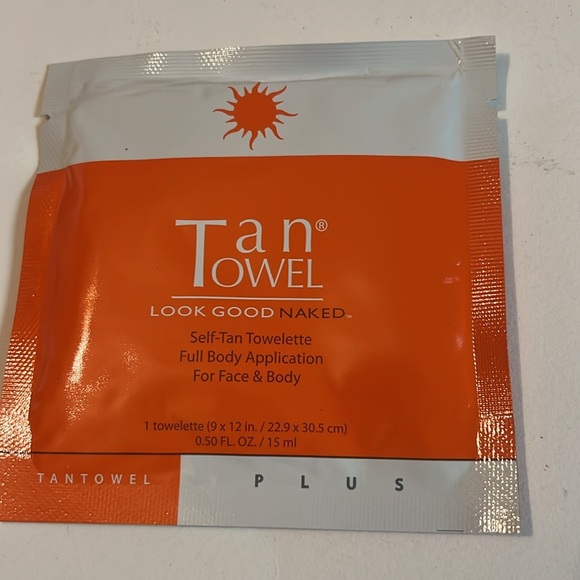 Tan®
TOWEL
LOOK GOOD NAKED™
Self-Tan Towelette
Full Body Application
For Face & Body
1 towelette (9 x 12 in. / 22.9 x 30.5 cm)
0.50 FL. OZ. / 15 ml
TANTOWEL PLUS